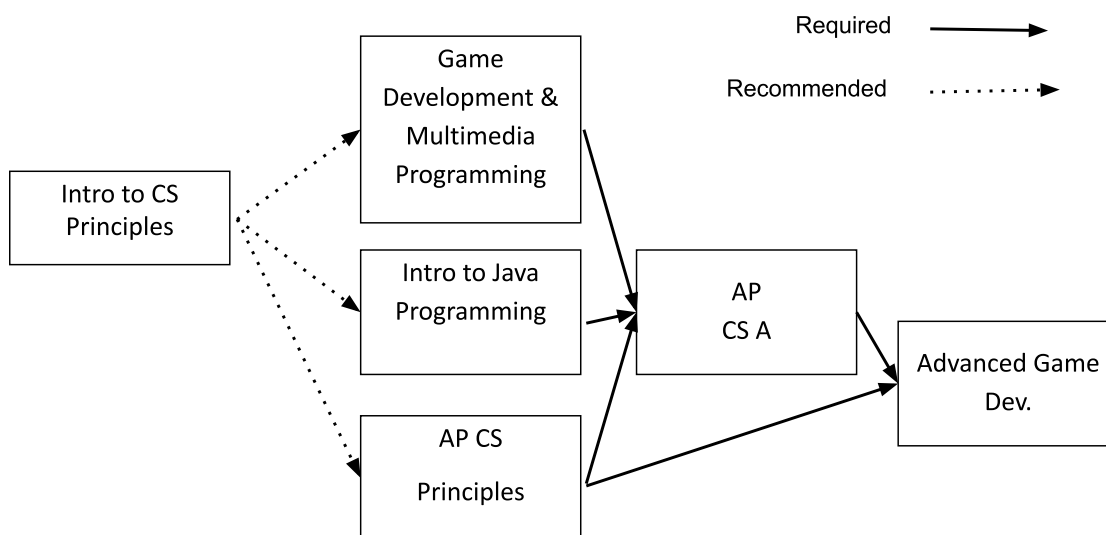 Required
Recommended
Game
Development &
Multimedia
Programming
Intro to CS
Principles
Intro to Java
Programming
AP
CS A
Advanced Game
Dev.
AP CS
Principles